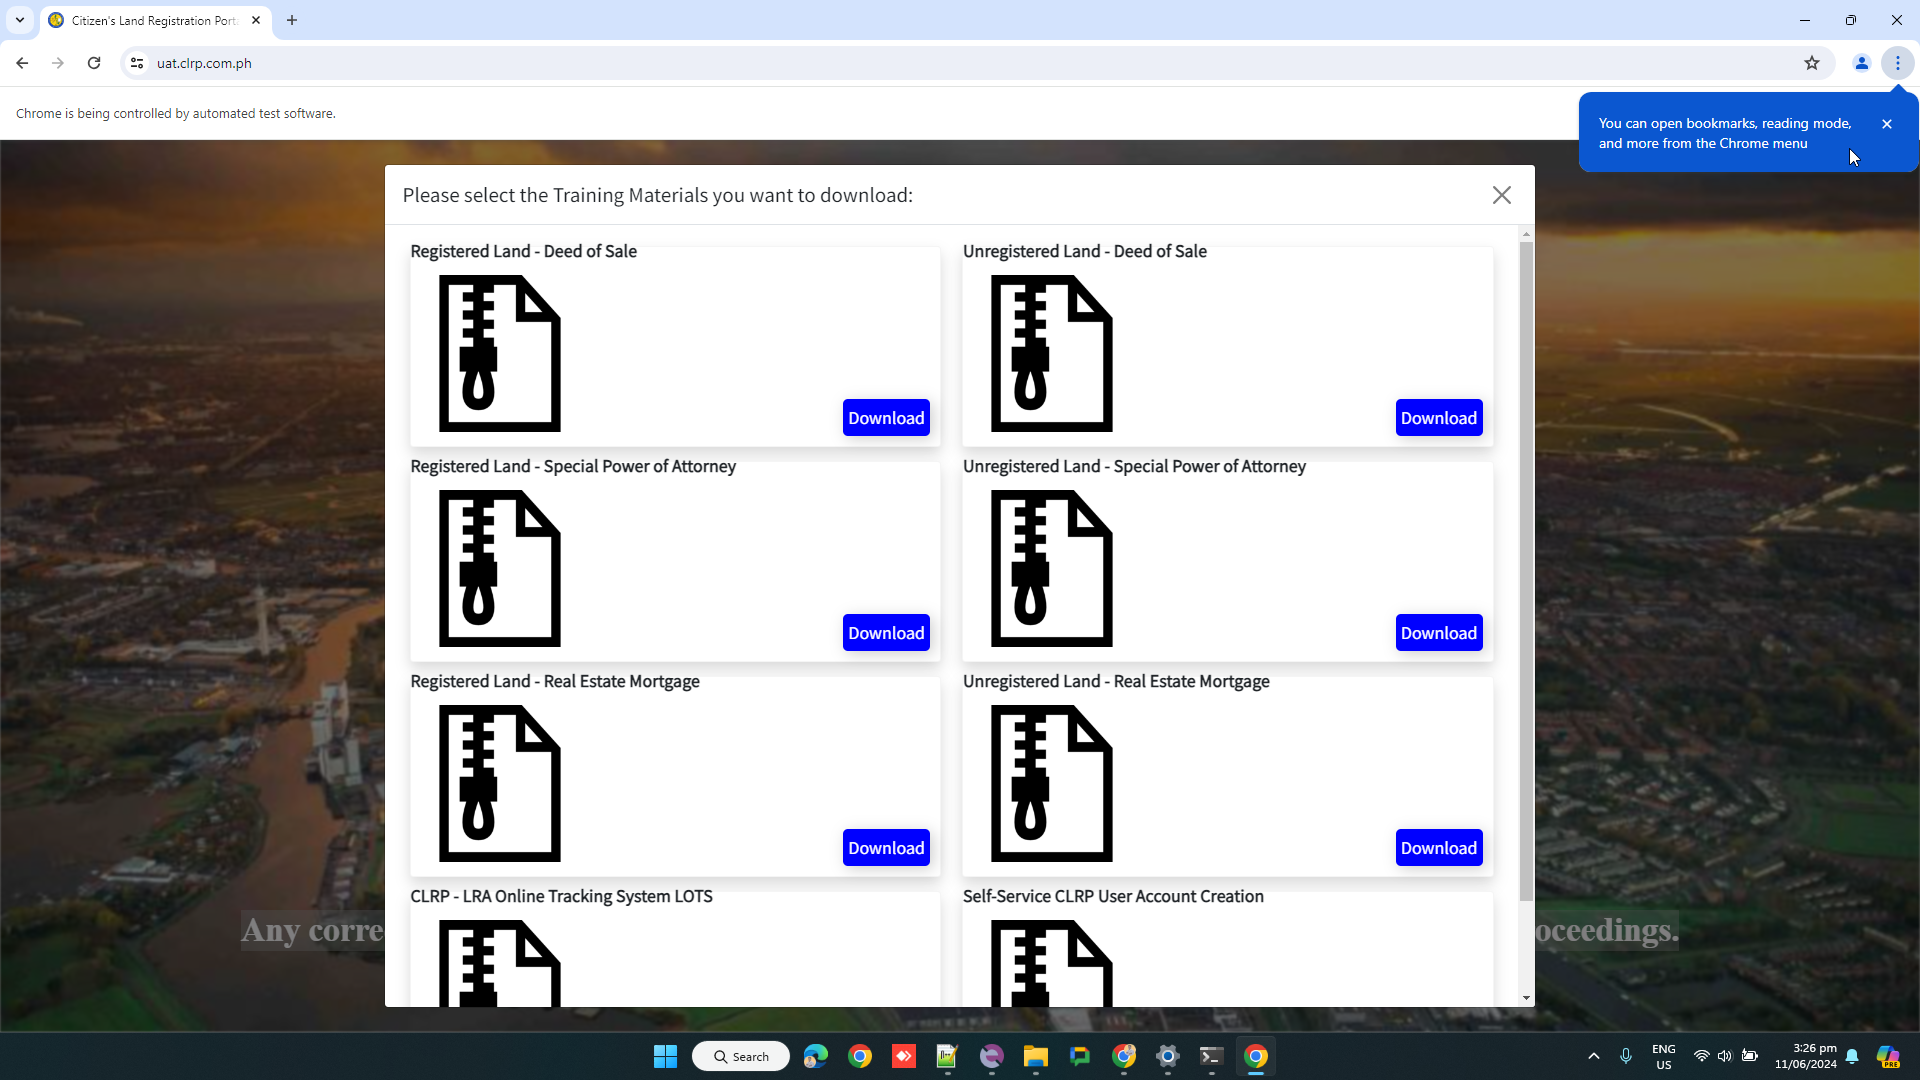 Citizen's Land Registration Porta
uat.clrp.com.ph
Chrome is being controlled by automated test software.
You can open bookmarks, reading mode,
and more from the Chrome menu
Please select the Training Materials you want to download:
Registered Land - Deed of Sale
Unregistered Land - Deed of Sale
Download
Download
Registered Land - Special Power of Attorney
Unregistered Land - Special Power of Attorney
Download
Download
Registered Land - Real Estate Mortgage
Unregistered Land - Real Estate Mortgage
Download
Download
CLRP - LRA Online Tracking System LOTS
Self-Service CLRP User Account Creation
Any corre
oceedings.
Search
ENG
US
3:26 pm
11/06/2024
PRE